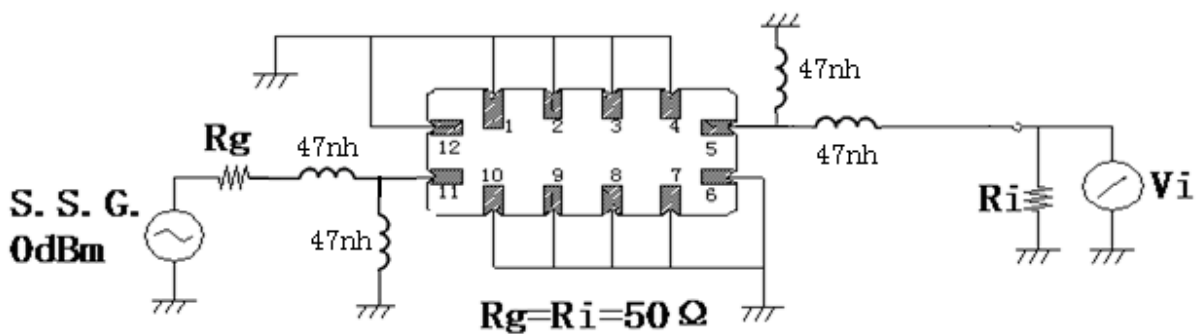 47nh
1 2 3 4
Rg
12
5
47nh
47nh
10 9 8 7
11
6
S. S. G.
0dBm
47nh
Ri
Vi
Rg=Ri=50Ω